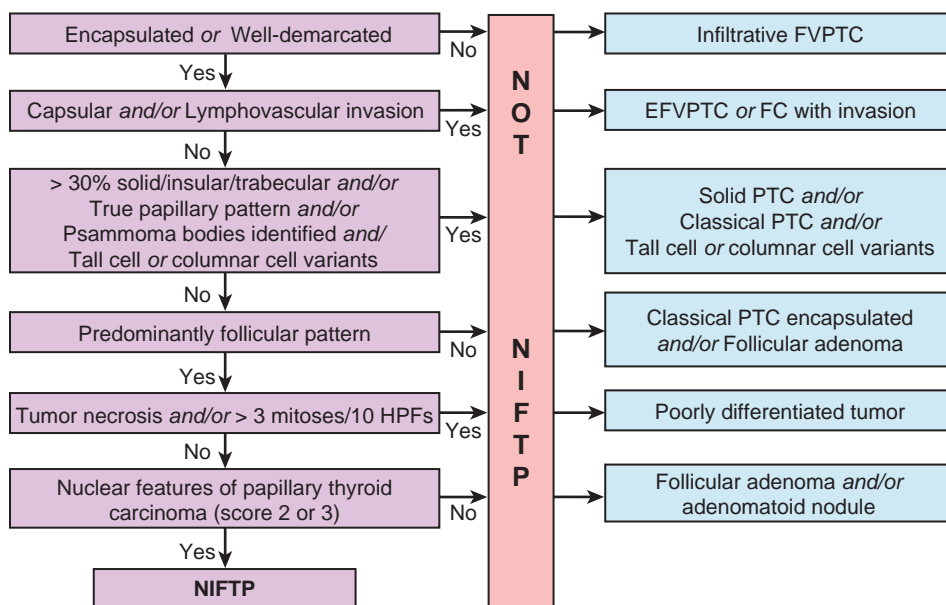 Encapsulated or Well-demarcated
No
Infiltrative FVPTC
Yes
Capsular and/or Lymphovascular invasion
Yes
EFVPTC or FC with invasion
No
> 30% solid/insular/trabecular and/or
True papillary pattern and/or
Psammoma bodies identified and/
Tall cell or columnar cell variants
Yes
Solid PTC and/or
Classical PTC and/or
Tall cell or columnar cell variants
No
Predominantly follicular pattern
No
Classical PTC encapsulated
and/or Follicular adenoma
Yes
Tumor necrosis and/or > 3 mitoses/10 HPFs
Yes
Poorly differentiated tumor
No
Nuclear features of papillary thyroid
carcinoma (score 2 or 3)
No
Follicular adenoma and/or
adenomatoid nodule
Yes
NIFTP
N
O
T
N
I
F
T
P